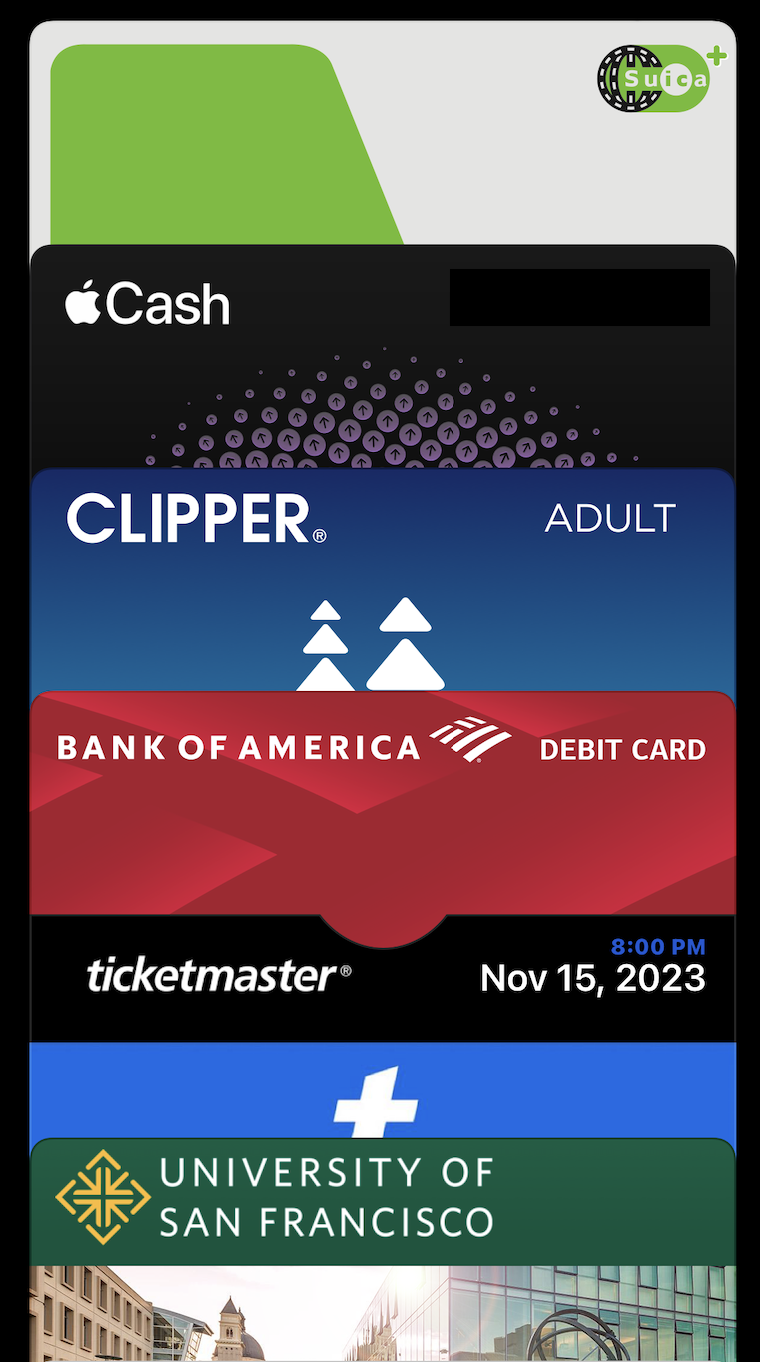 Suica
Cash
CLIPPER® ADULT
BANK OF AMERICA DEBIT CARD
8:00 PM
ticketmaster® Nov 15, 2023
t
UNIVERSITY OF
SAN FRANCISCO